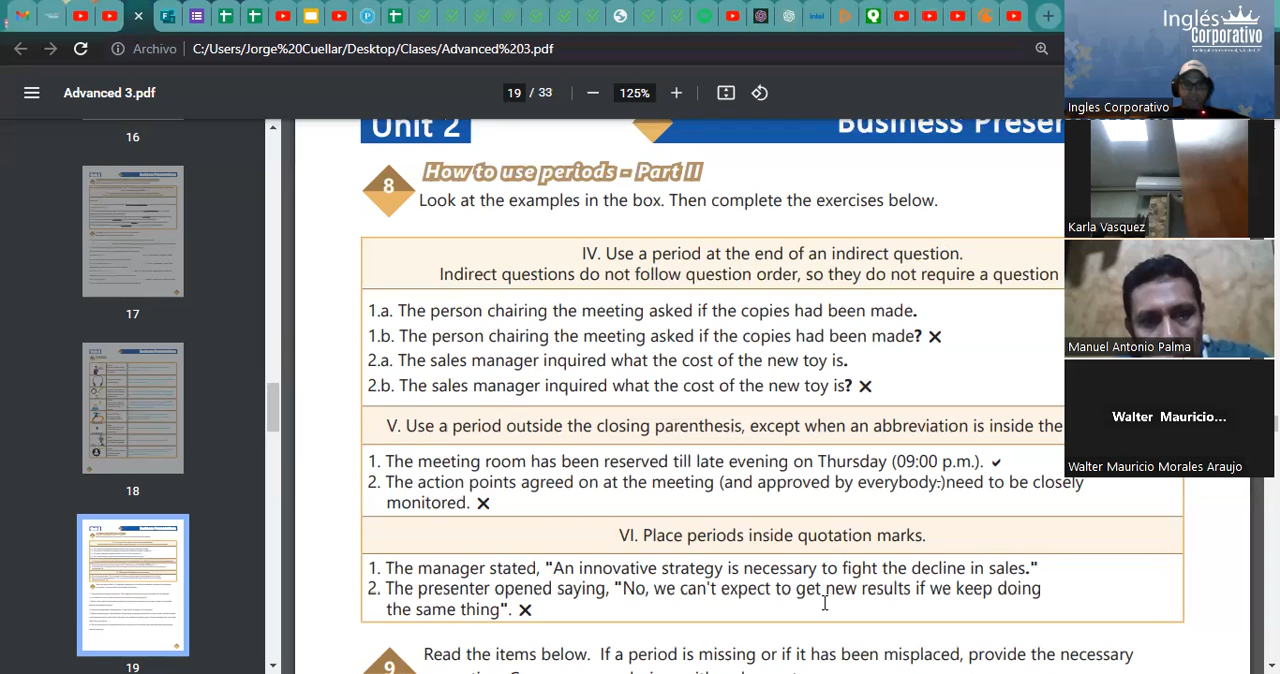 Archivo
C:/Users/Jorge%20Cuellar/Desktop/Clases/Advanced%203.pdf
Inglés
Corporativo
Advanced 3.pdf
19 / 33
125%
Ingles Corporativo
16
17
18
19
Unit 2
Business Presen
8
How to use periods - Part II
Look at the examples in the box. Then complete the exercises below.
IV. Use a period at the end of an indirect question.
Indirect questions do not follow question order, so they do not require a question
1.a. The person chairing the meeting asked if the copies had been made.
1.b. The person chairing the meeting asked if the copies had been made? ✕
2.a. The sales manager inquired what the cost of the new toy is.
2.b. The sales manager inquired what the cost of the new toy is? ✕
V. Use a period outside the closing parenthesis, except when an abbreviation is inside the
1. The meeting room has been reserved till late evening on Thursday (09:00 p.m.). ✔
2. The action points agreed on at the meeting (and approved by everybody.)need to be closely
monitored. ✕
VI. Place periods inside quotation marks.
1. The manager stated, "An innovative strategy is necessary to fight the decline in sales."
2. The presenter opened saying, "No, we can't expect to get new results if we keep doing
the same thing". ✕
9
Read the items below. If a period is missing or if it has been misplaced, provide the necessary
Karla Vasquez
Manuel Antonio Palma
Walter Mauricio...
Walter Mauricio Morales Araujo